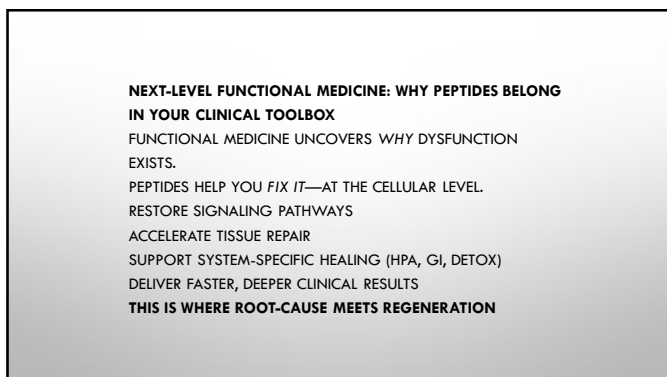 NEXT-LEVEL FUNCTIONAL MEDICINE: WHY PEPTIDES BELONG
IN YOUR CLINICAL TOOLBOX
FUNCTIONAL MEDICINE UNCOVERS WHY DYSFUNCTION
EXISTS.
PEPTIDES HELP YOU FIX IT—AT THE CELLULAR LEVEL.
RESTORE SIGNALING PATHWAYS
ACCELERATE TISSUE REPAIR
SUPPORT SYSTEM-SPECIFIC HEALING (HPA, GI, DETOX)
DELIVER FASTER, DEEPER CLINICAL RESULTS
THIS IS WHERE ROOT-CAUSE MEETS REGENERATION